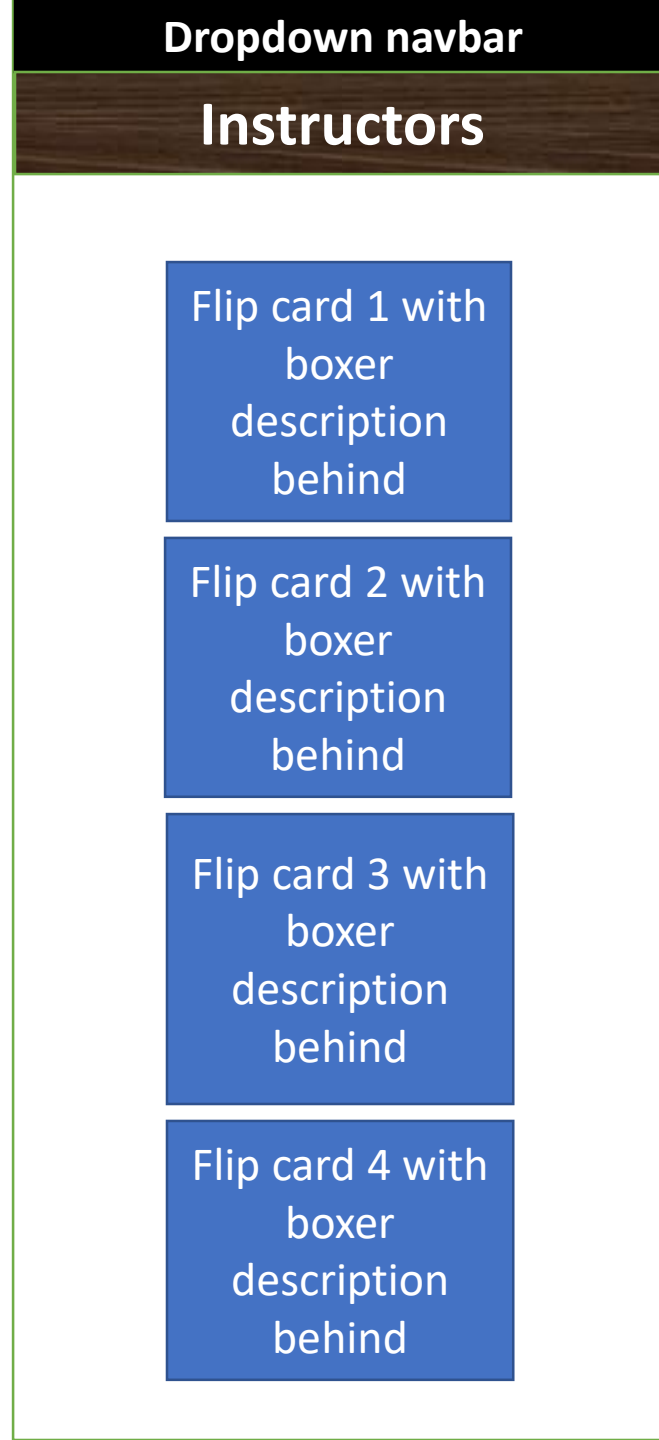 Dropdown navbar
Instructors
Flip card 1 with
boxer
description
behind
Flip card 2 with
boxer
description
behind
Flip card 3 with
boxer
description
behind
Flip card 4 with
boxer
description
behind